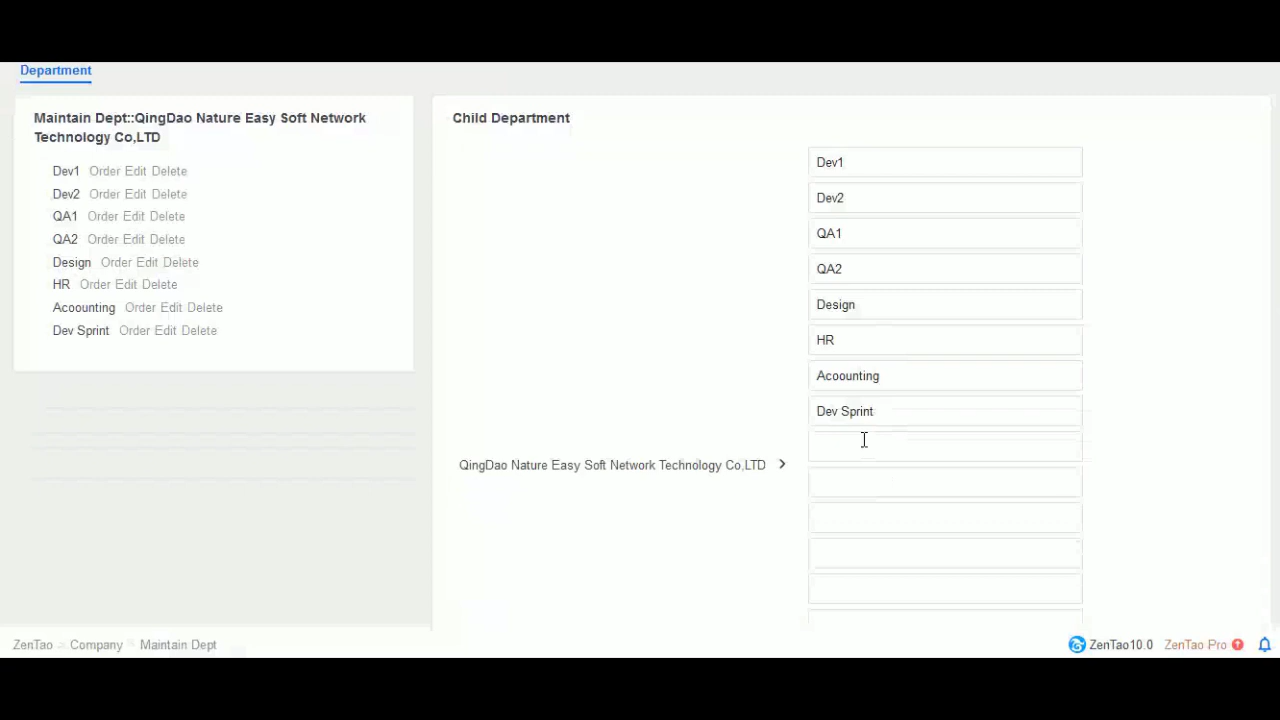 Department
Maintain Dept::QingDao Nature Easy Soft Network
Technology Co,LTD
Dev1 Order Edit Delete
Dev2 Order Edit Delete
QA1 Order Edit Delete
QA2 Order Edit Delete
Design Order Edit Delete
HR Order Edit Delete
Acoounting Order Edit Delete
Dev Sprint Order Edit Delete
Child Department
Dev1
Dev2
QA1
QA2
Design
HR
Acoounting
Dev Sprint
QingDao Nature Easy Soft Network Technology Co,LTD
ZenTao Company Maintain Dept
ZenTao10.0 ZenTao Pro